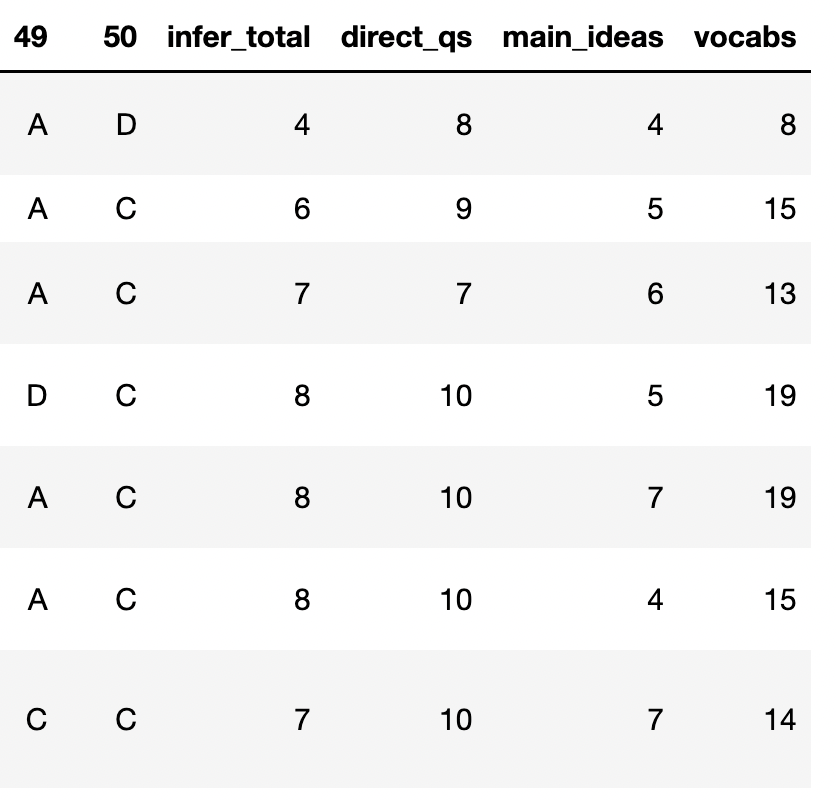 49 50 infer_total direct_qs main_ideas vocabs
A D 4 8 4 8
A C 6 9 5 15
A C 7 7 6 13
D C 8 10 5 19
A C 8 10 7 19
A C 8 10 4 15
C C 7 10 7 14